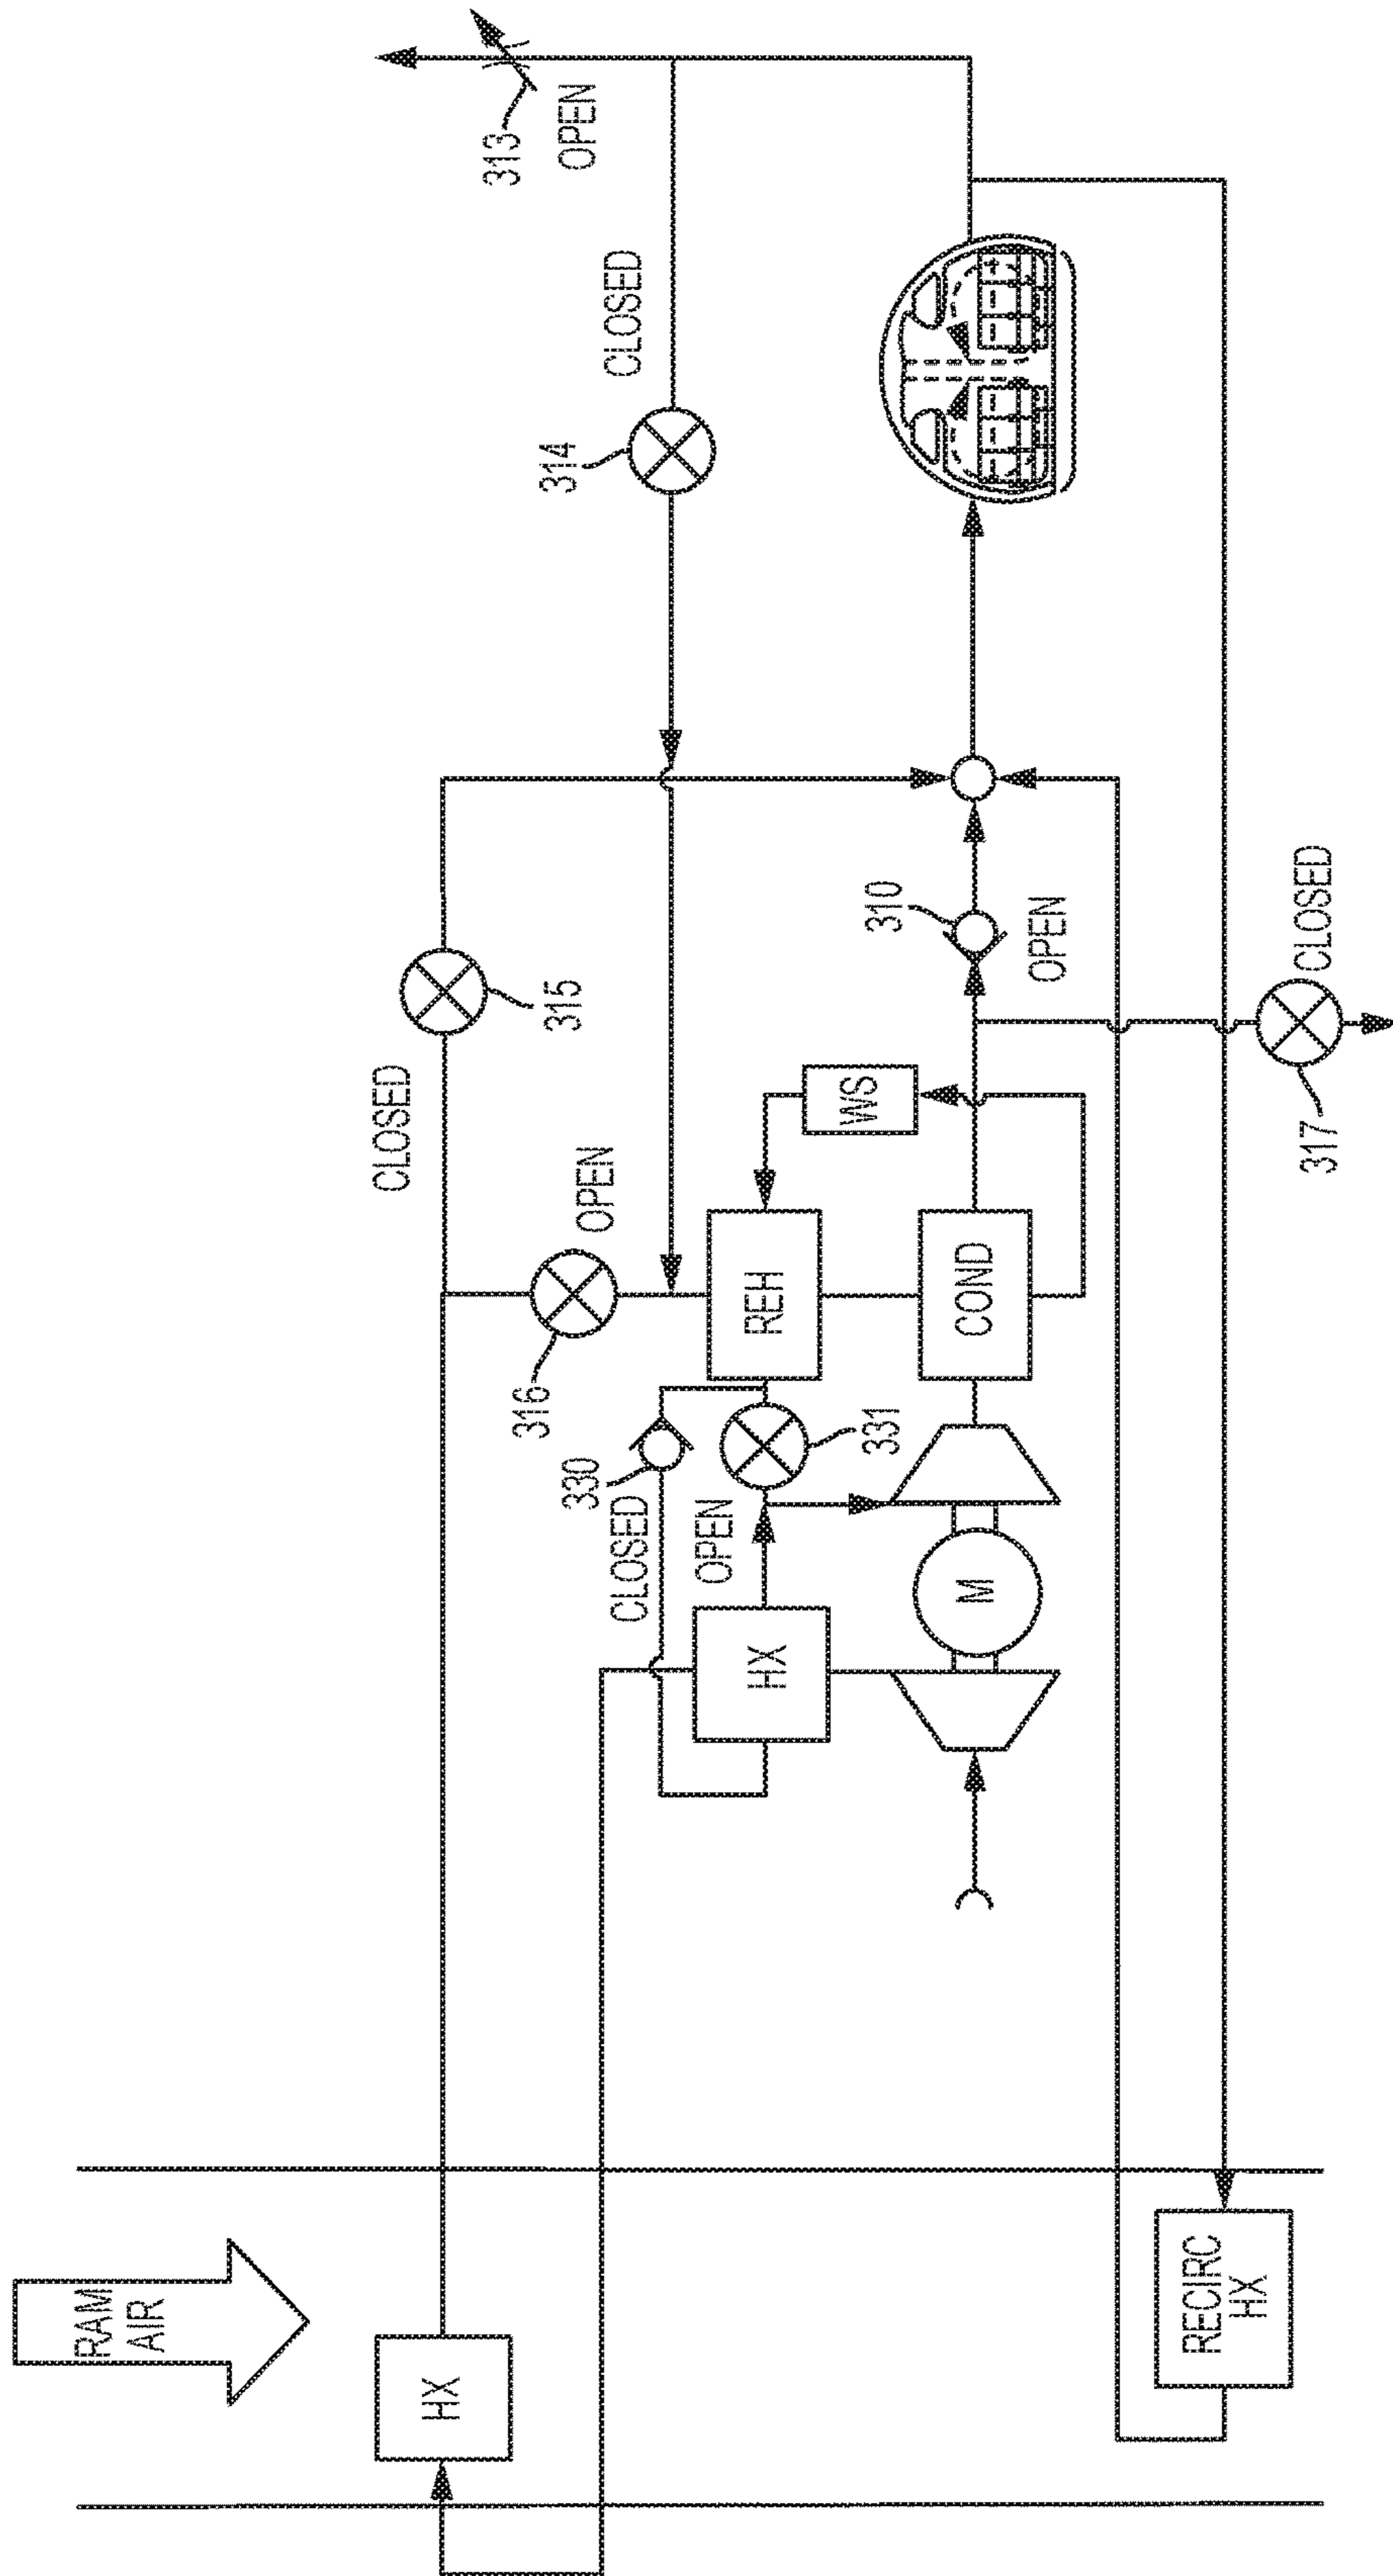 RAM
AIR
HX
RECIRC
HX
HX
M
CLOSED
330
OPEN
331
316
OPEN
REH
COND
WS
CLOSED
315
310
OPEN
317
CLOSED
314
CLOSED
313
OPEN